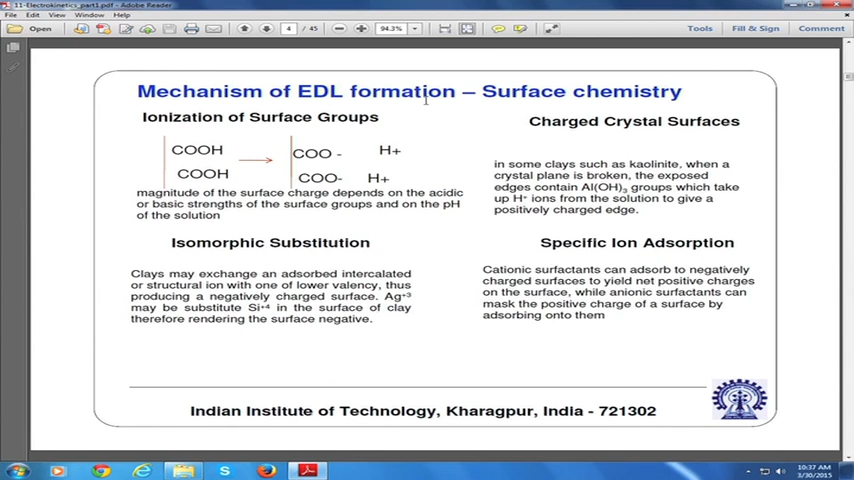 11-Electrokinetics_part1.pdf - Adobe Reader
File Edit View Window Help
Open 4 / 45 94.3% Tools Fill & Sign Comment
Mechanism of EDL formation – Surface chemistry
Ionization of Surface Groups
COOH COO - H+
COOH COO- H+
magnitude of the surface charge depends on the acidic
or basic strengths of the surface groups and on the pH
of the solution
Charged Crystal Surfaces
in some clays such as kaolinite, when a
crystal plane is broken, the exposed
edges contain Al(OH)₃ groups which take
up H⁺ ions from the solution to give a
positively charged edge.
Isomorphic Substitution
Clays may exchange an adsorbed intercalated
or structural ion with one of lower valency, thus
producing a negatively charged surface. Ag⁺³
may be substitute Si⁺⁴ in the surface of clay
therefore rendering the surface negative.
Specific Ion Adsorption
Cationic surfactants can adsorb to negatively
charged surfaces to yield net positive charges
on the surface, while anionic surfactants can
mask the positive charge of a surface by
adsorbing onto them
Indian Institute of Technology, Kharagpur, India - 721302
10:37 AM
3/30/2015